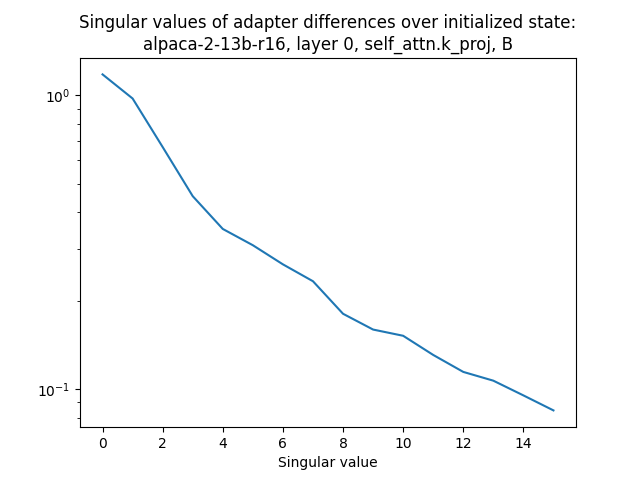 Singular values of adapter differences over initialized state:
alpaca-2-13b-r16, layer 0, self_attn.k_proj, B
10⁰
10⁻¹
0 2 4 6 8 10 12 14
Singular value